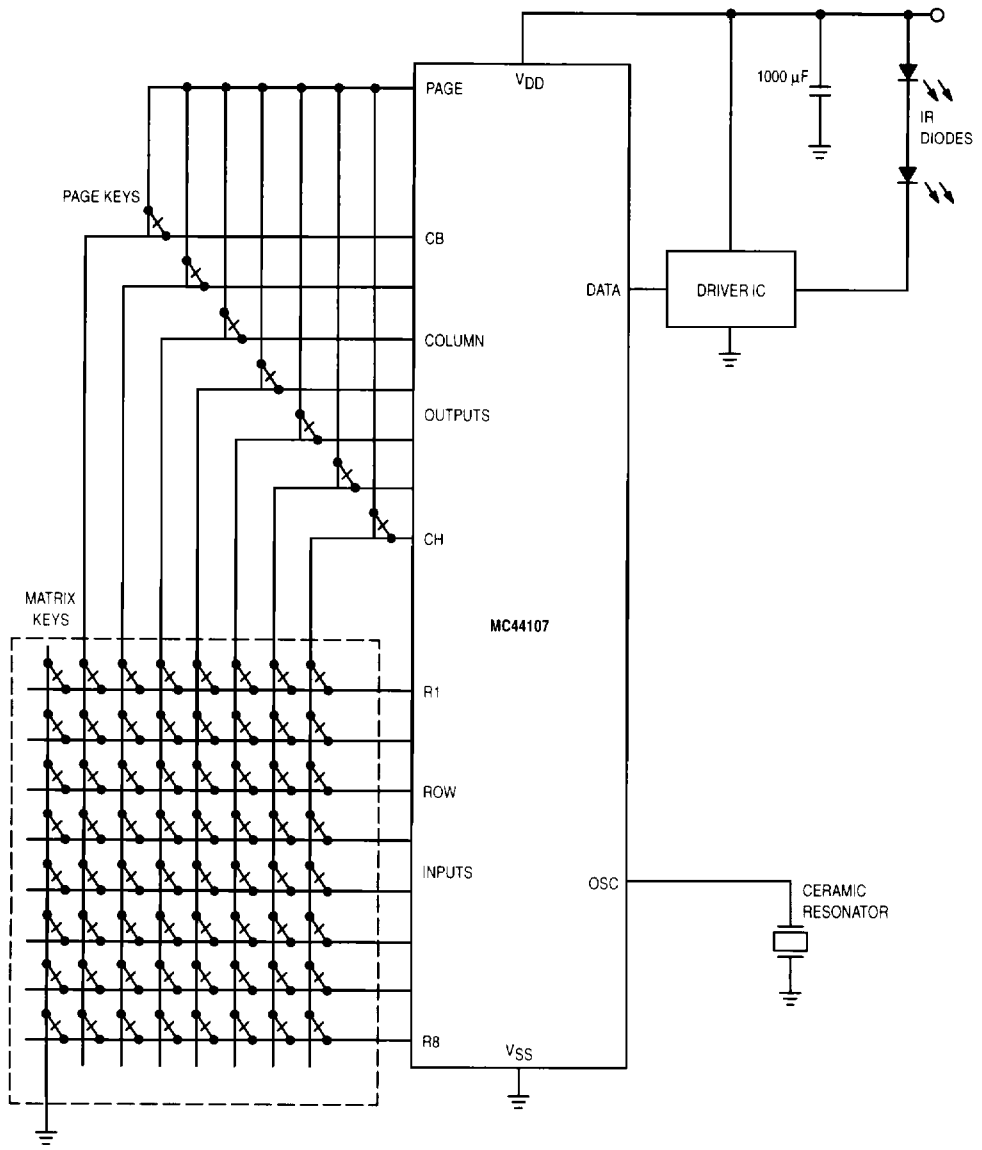 PAGE
VDD
1000 µF
IR
DIODES
PAGE KEYS
CB
DATA
DRIVER IC
COLUMN
OUTPUTS
CH
MATRIX
KEYS
MC44107
R1
ROW
INPUTS
OSC
CERAMIC
RESONATOR
R8
VSS